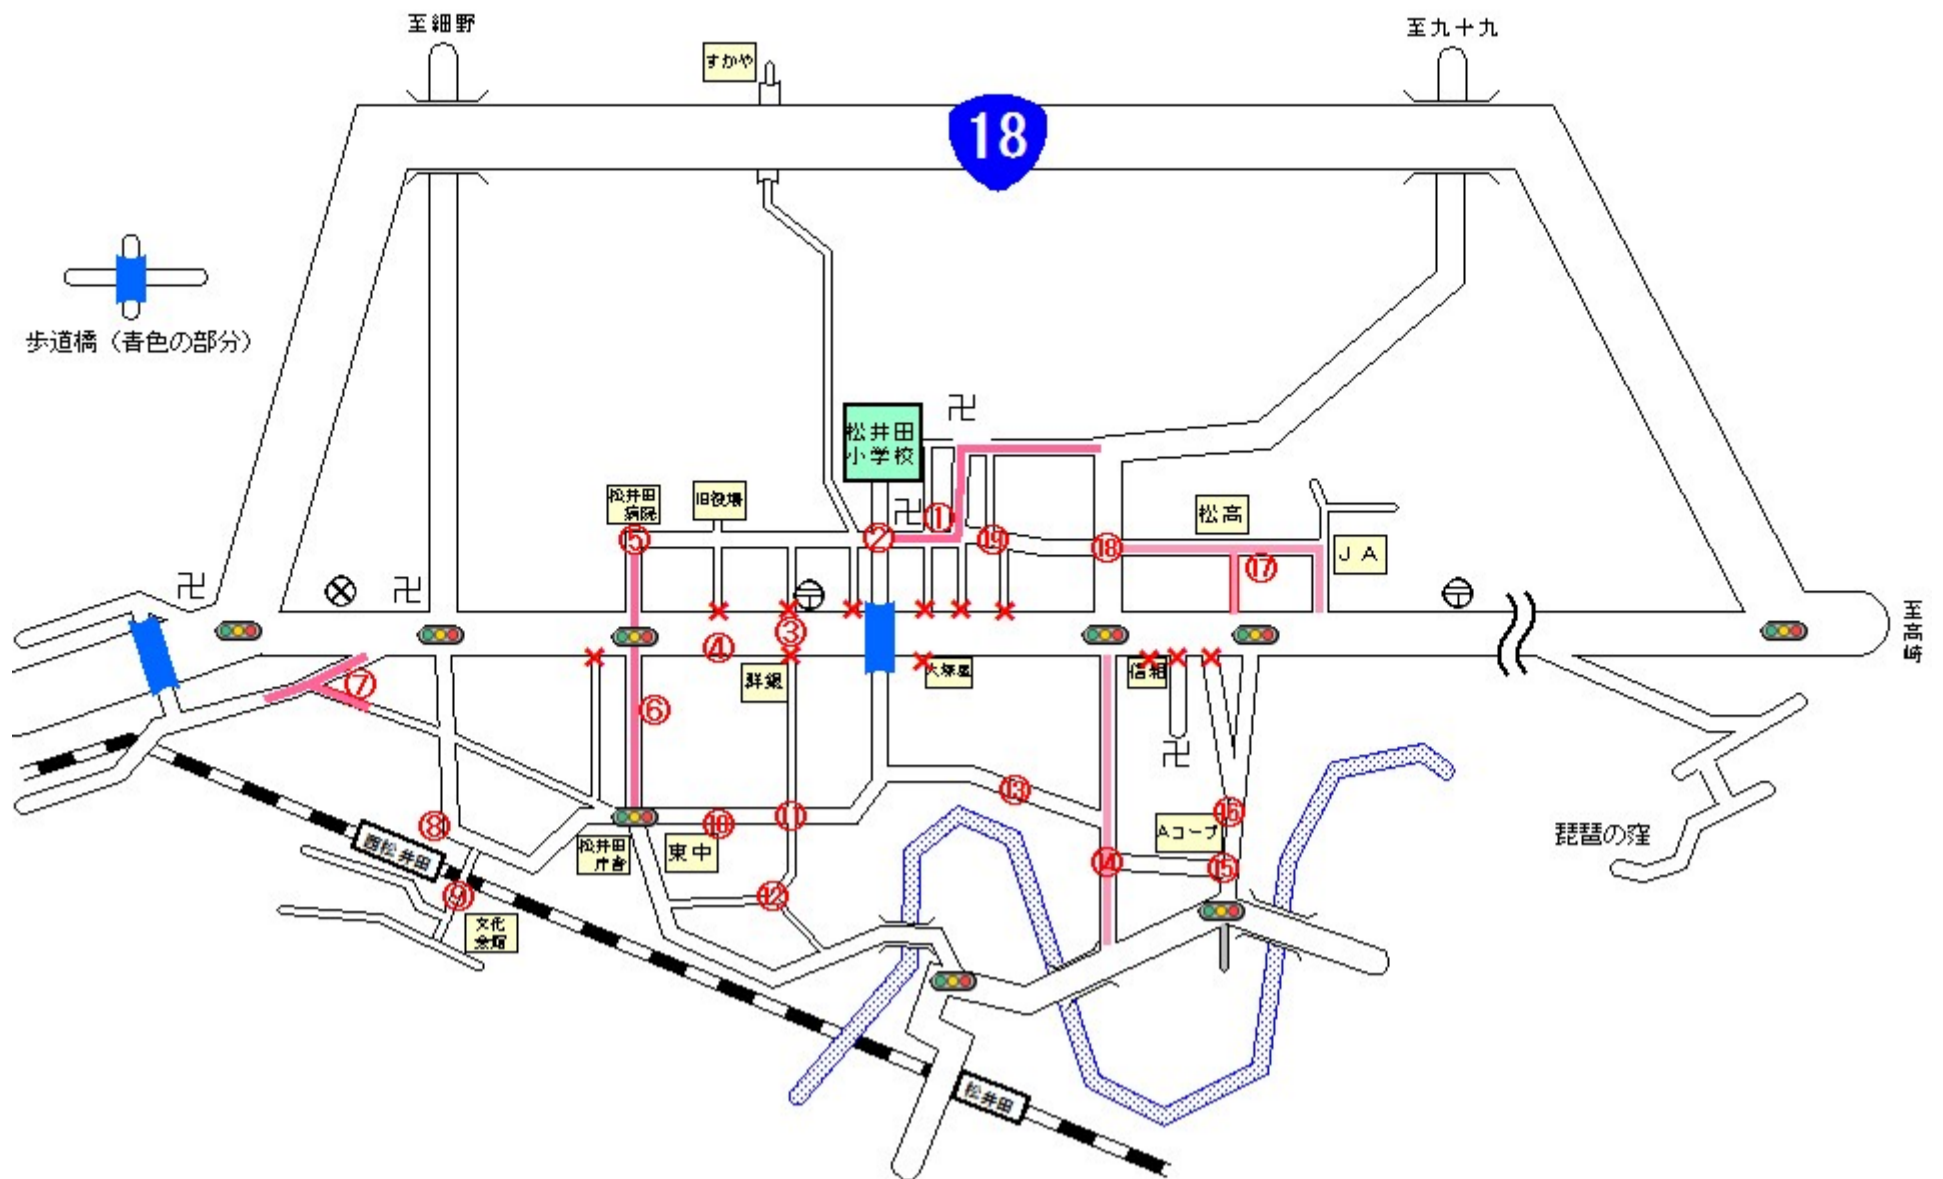 至細野
すかや
至九十九
18
歩道橋（青色の部分）
松井田
小学校
松井田
病院
旧役場
①
②
⑤
⑲
⑱
松高
⑰
JA
③
④
群銀
大塚屋
信組
至高崎
⑦
⑥
⑧
⑩
⑪
⑬
⑯
Aコープ
琵琶の窪
西松井田
松井田
庁舎
東中
⑭
⑮
⑨
⑫
文化
会館
松井田